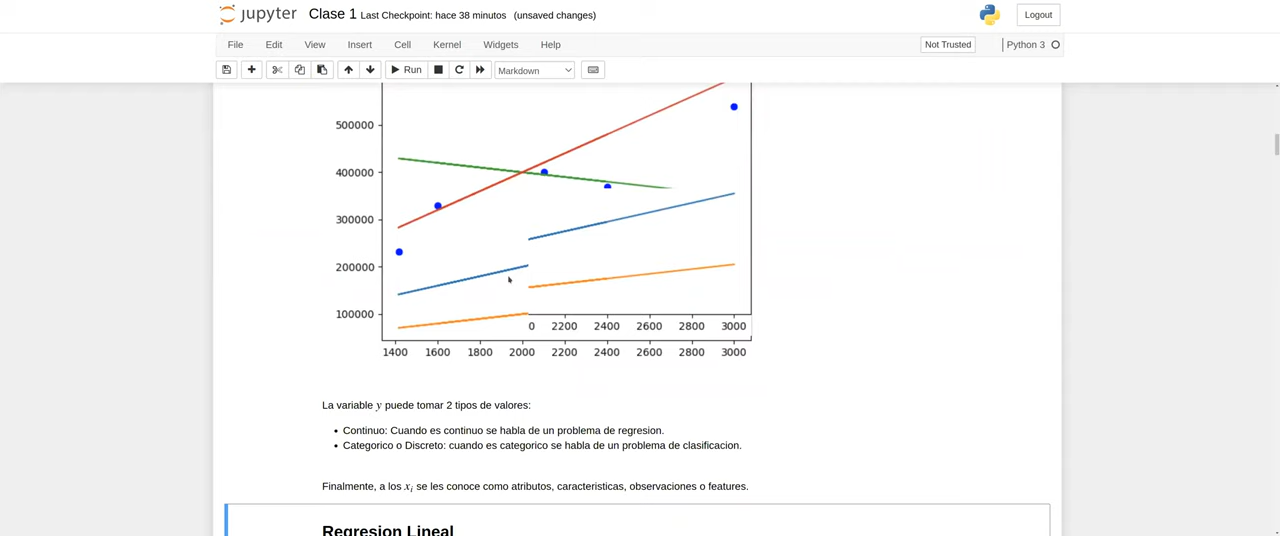 jupyter Clase 1 Last Checkpoint: hace 38 minutos (unsaved changes) Logout
File Edit View Insert Cell Kernel Widgets Help Not Trusted Python 3
Run Markdown
500000
400000
300000
200000
100000
0 2200 2400 2600 2800 3000
1400 1600 1800 2000 2200 2400 2600 2800 3000
La variable y puede tomar 2 tipos de valores:
• Continuo: Cuando es continuo se habla de un problema de regresion.
• Categorico o Discreto: cuando es categorico se habla de un problema de clasificacion.
Finalmente, a los xi se les conoce como atributos, caracteristicas, observaciones o features.
Regresion Lineal